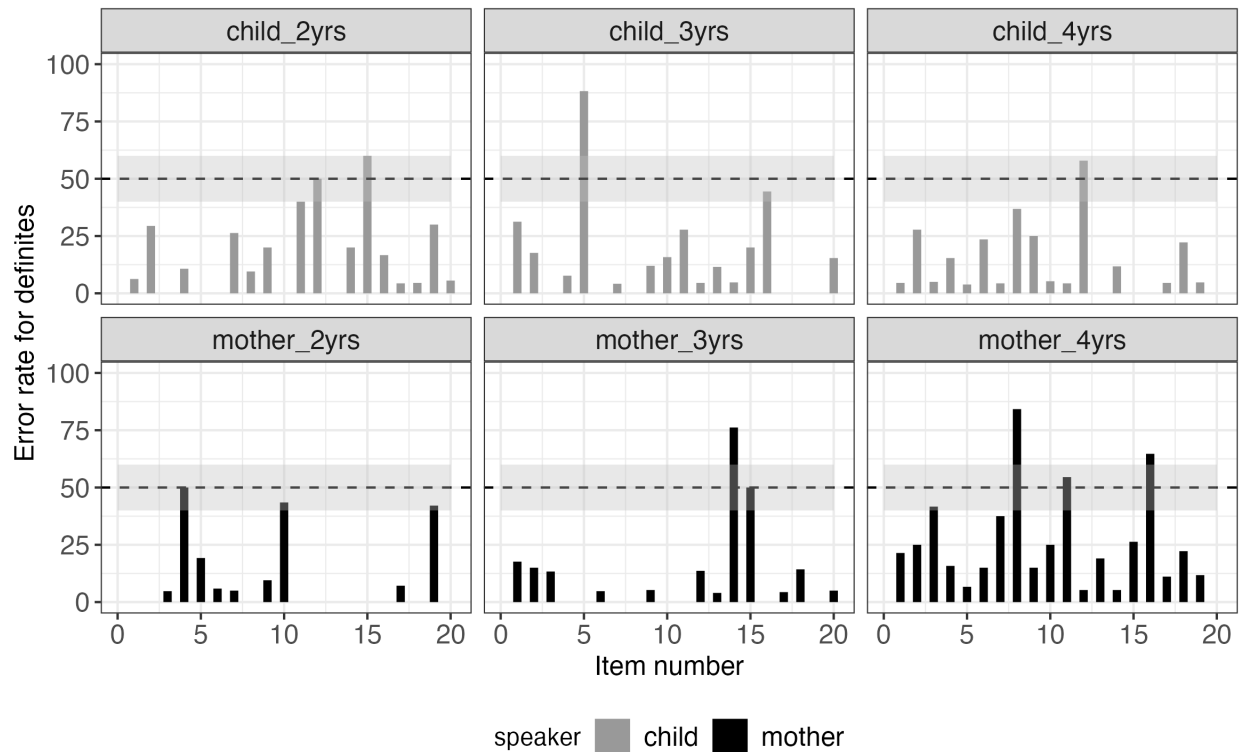 child_2yrs child_3yrs child_4yrs
100
75
50
25
0
mother_2yrs mother_3yrs mother_4yrs
100
75
50
25
0
0 5 10 15 20 0 5 10 15 20 0 5 10 15 20
Error rate for definites
Item number
speaker child mother